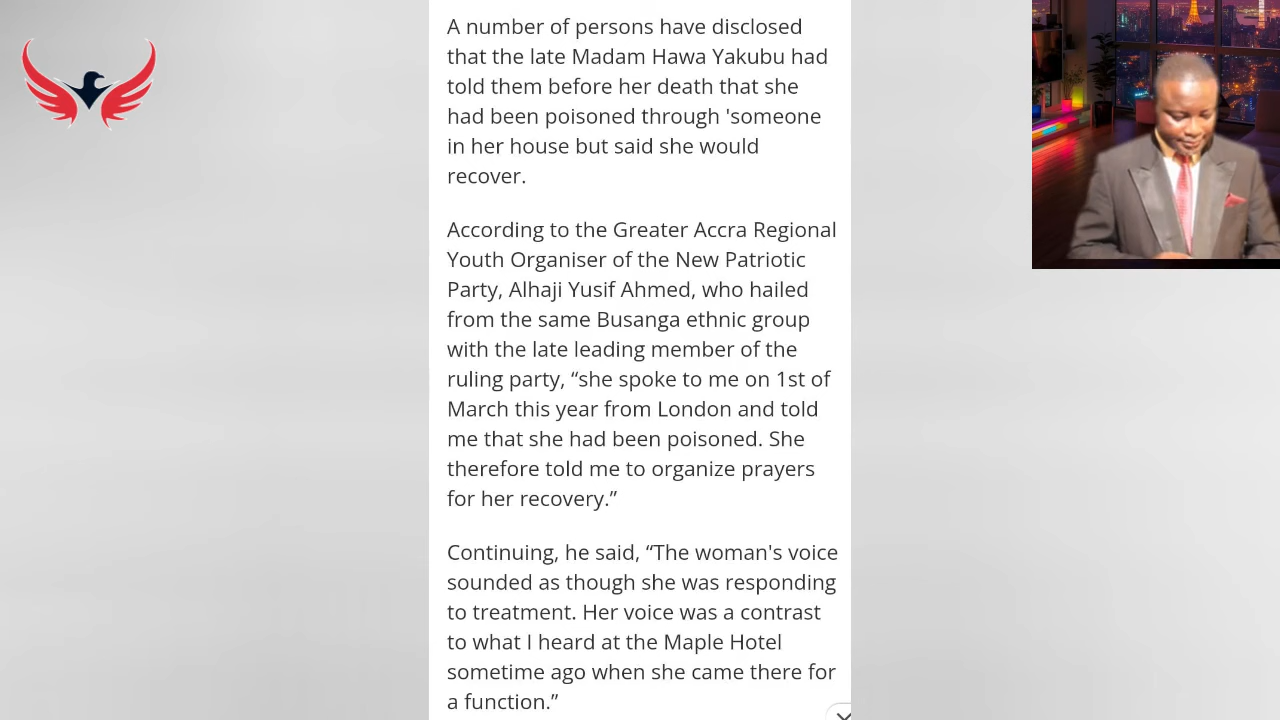 A number of persons have disclosed
that the late Madam Hawa Yakubu had
told them before her death that she
had been poisoned through 'someone
in her house but said she would
recover.
According to the Greater Accra Regional
Youth Organiser of the New Patriotic
Party, Alhaji Yusif Ahmed, who hailed
from the same Busanga ethnic group
with the late leading member of the
ruling party, “she spoke to me on 1st of
March this year from London and told
me that she had been poisoned. She
therefore told me to organize prayers
for her recovery.”
Continuing, he said, “The woman's voice
sounded as though she was responding
to treatment. Her voice was a contrast
to what I heard at the Maple Hotel
sometime ago when she came there for
a function.”